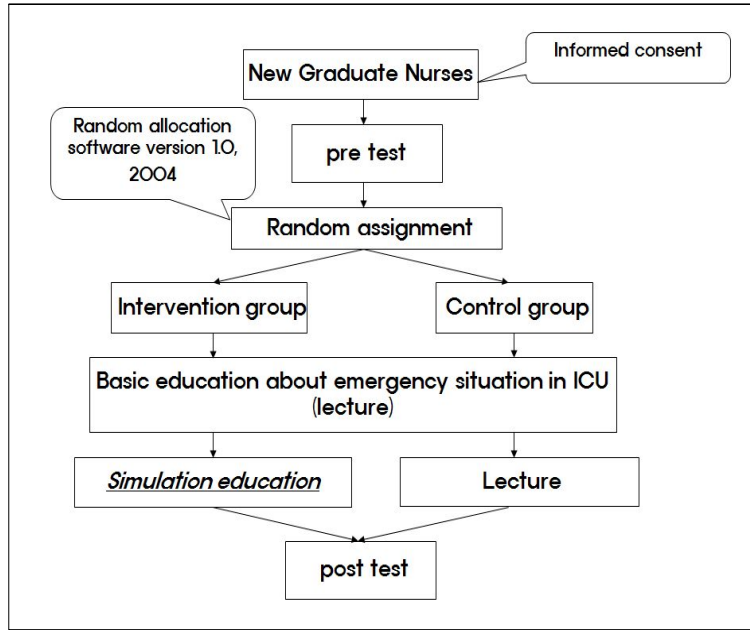 Informed consent
New Graduate Nurses
Random allocation
software version 1.0,
2004
pre test
Random assignment
Intervention group
Control group
Basic education about emergency situation in ICU
(lecture)
Simulation education
Lecture
post test